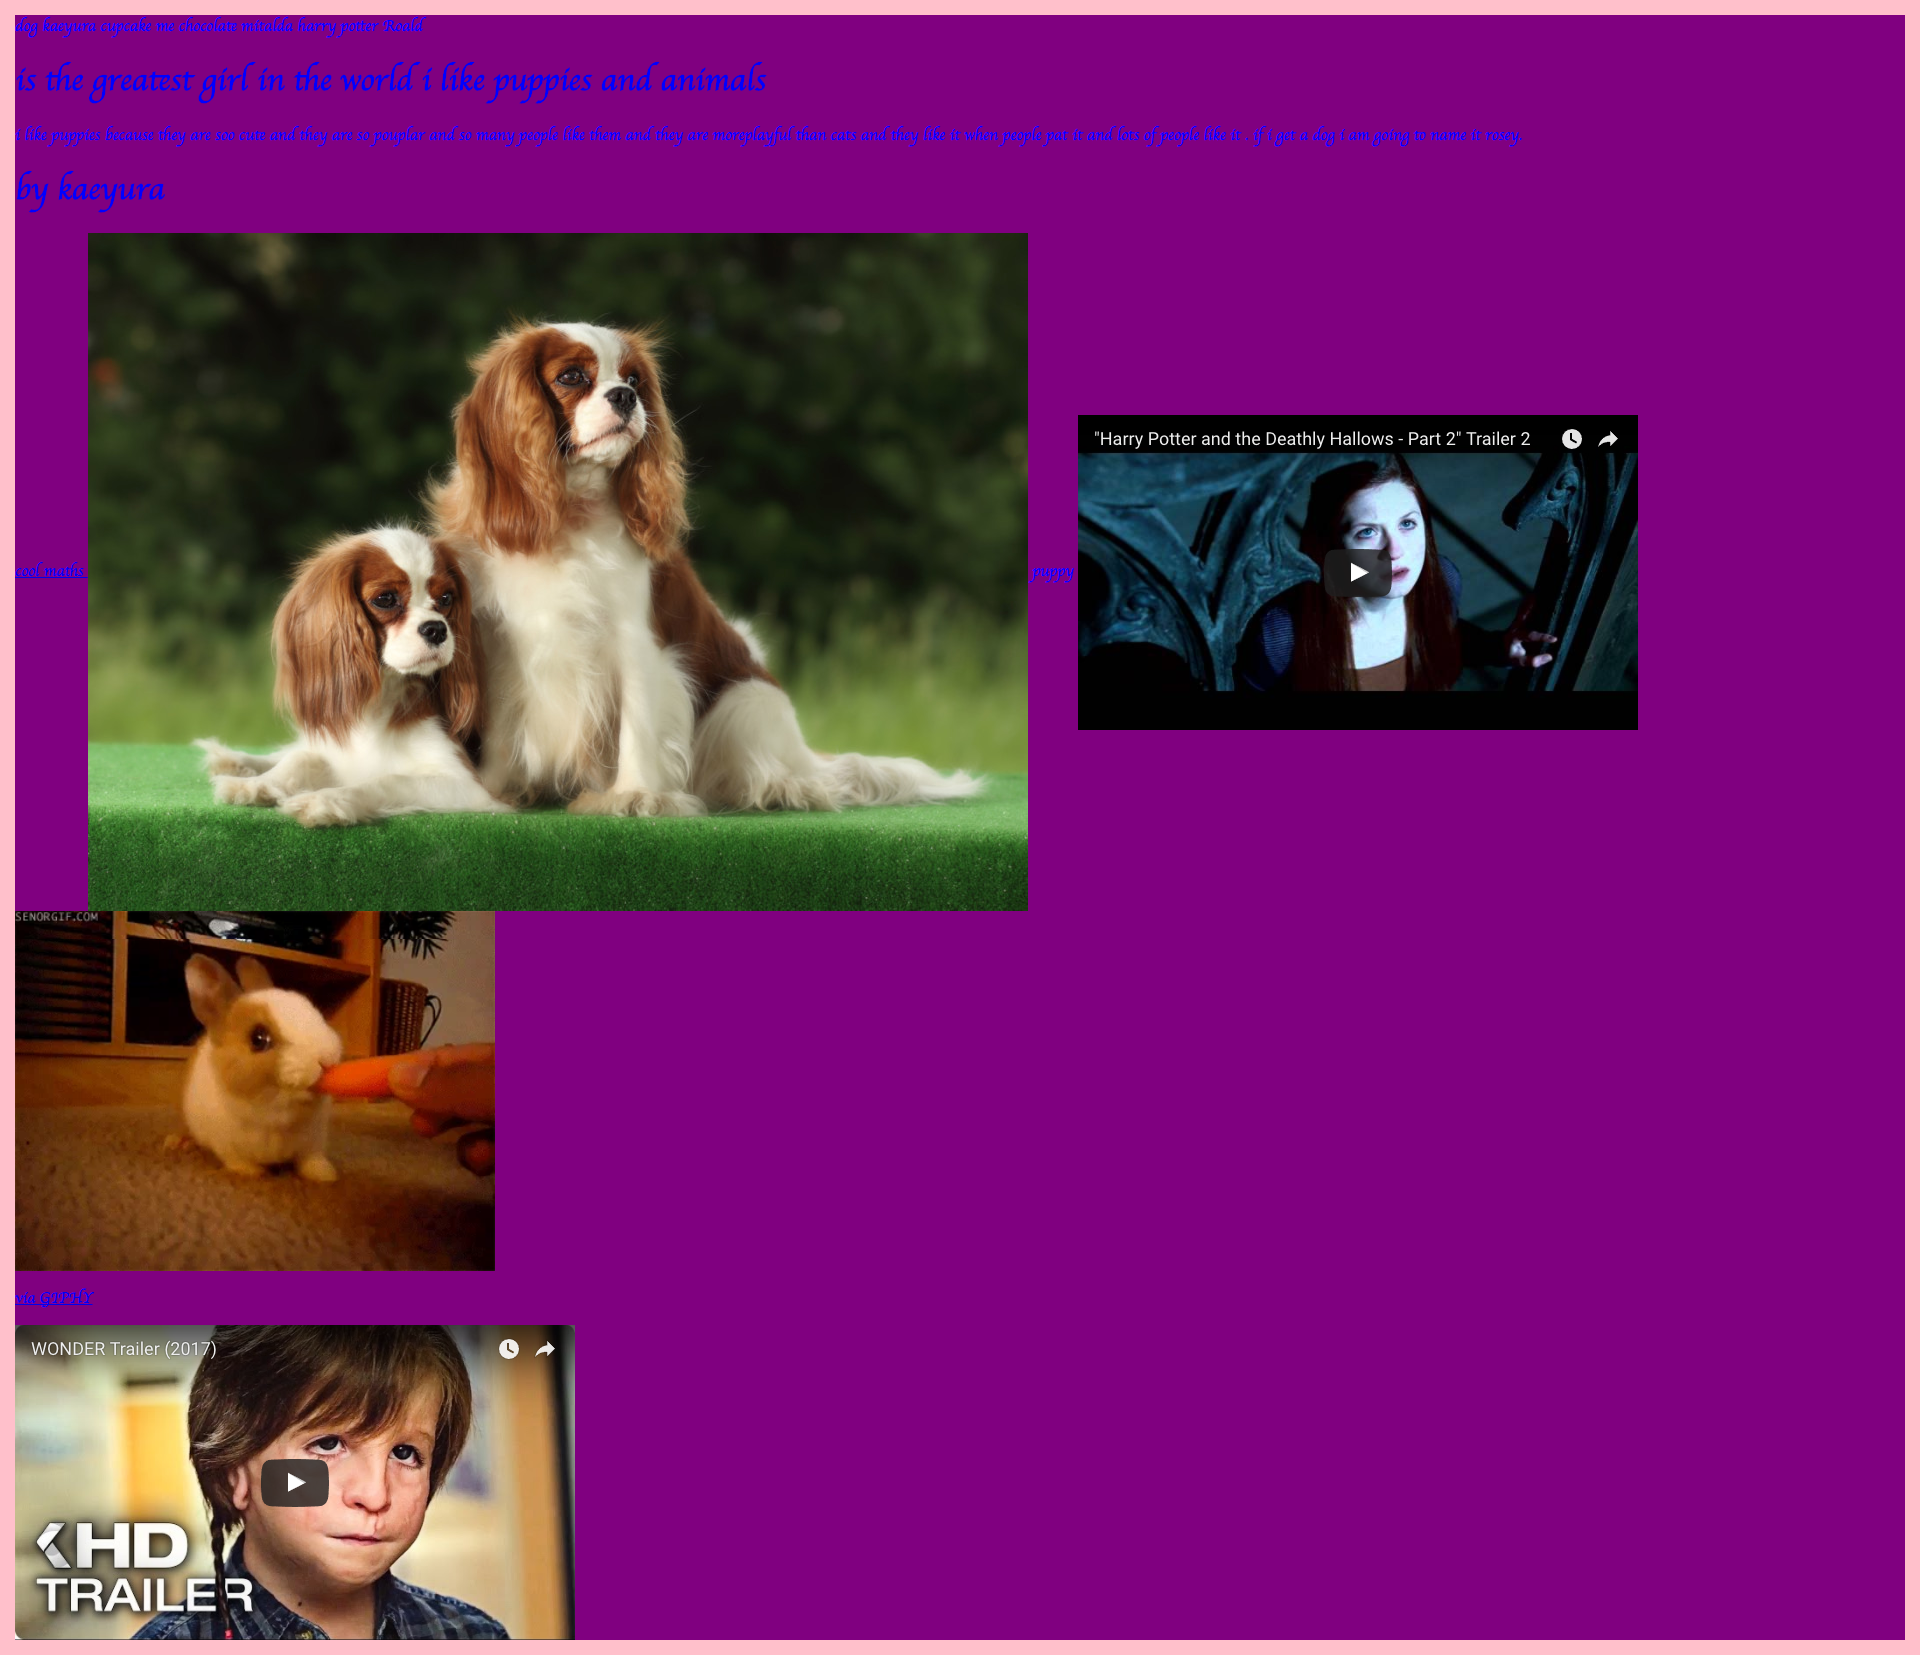 dog kaeyura cupcake me chocolate mitalda harry potter Roald
is the greatest girl in the world i like puppies and animals
i like puppies because they are soo cute and they are so pouplar and so many people like them and they are moreplayful than cats and they like it when people pat it and lots of people like it . if i get a dog i am going to name it rosey.
by kaeyura
cool maths
puppy
"Harry Potter and the Deathly Hallows - Part 2" Trailer 2
SENORGIF.COM
via GIPHY
WONDER Trailer (2017)
HD
TRAILER